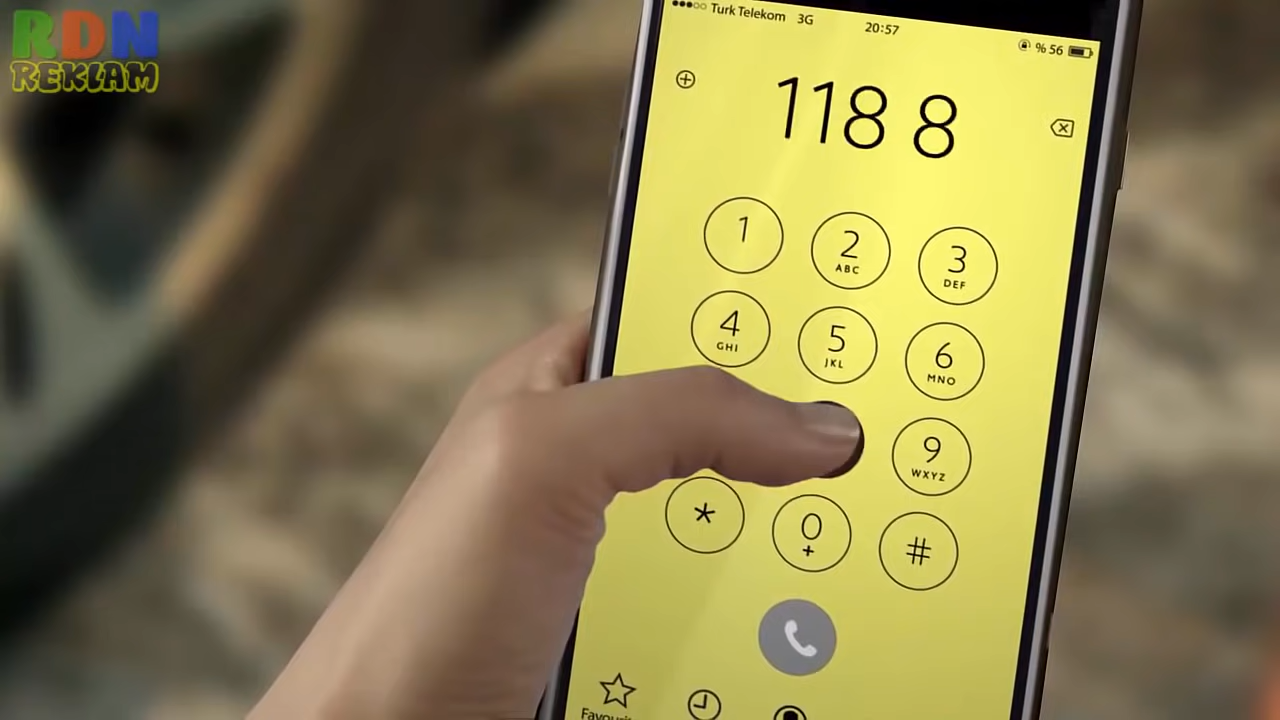 RDN
REKLAM
Turk Telekom 3G 20:57 % 56
118 8
1
2
ABC
3
DEF
4
GHI
5
JKL
6
MNO
9
WXYZ
*
0
+
#